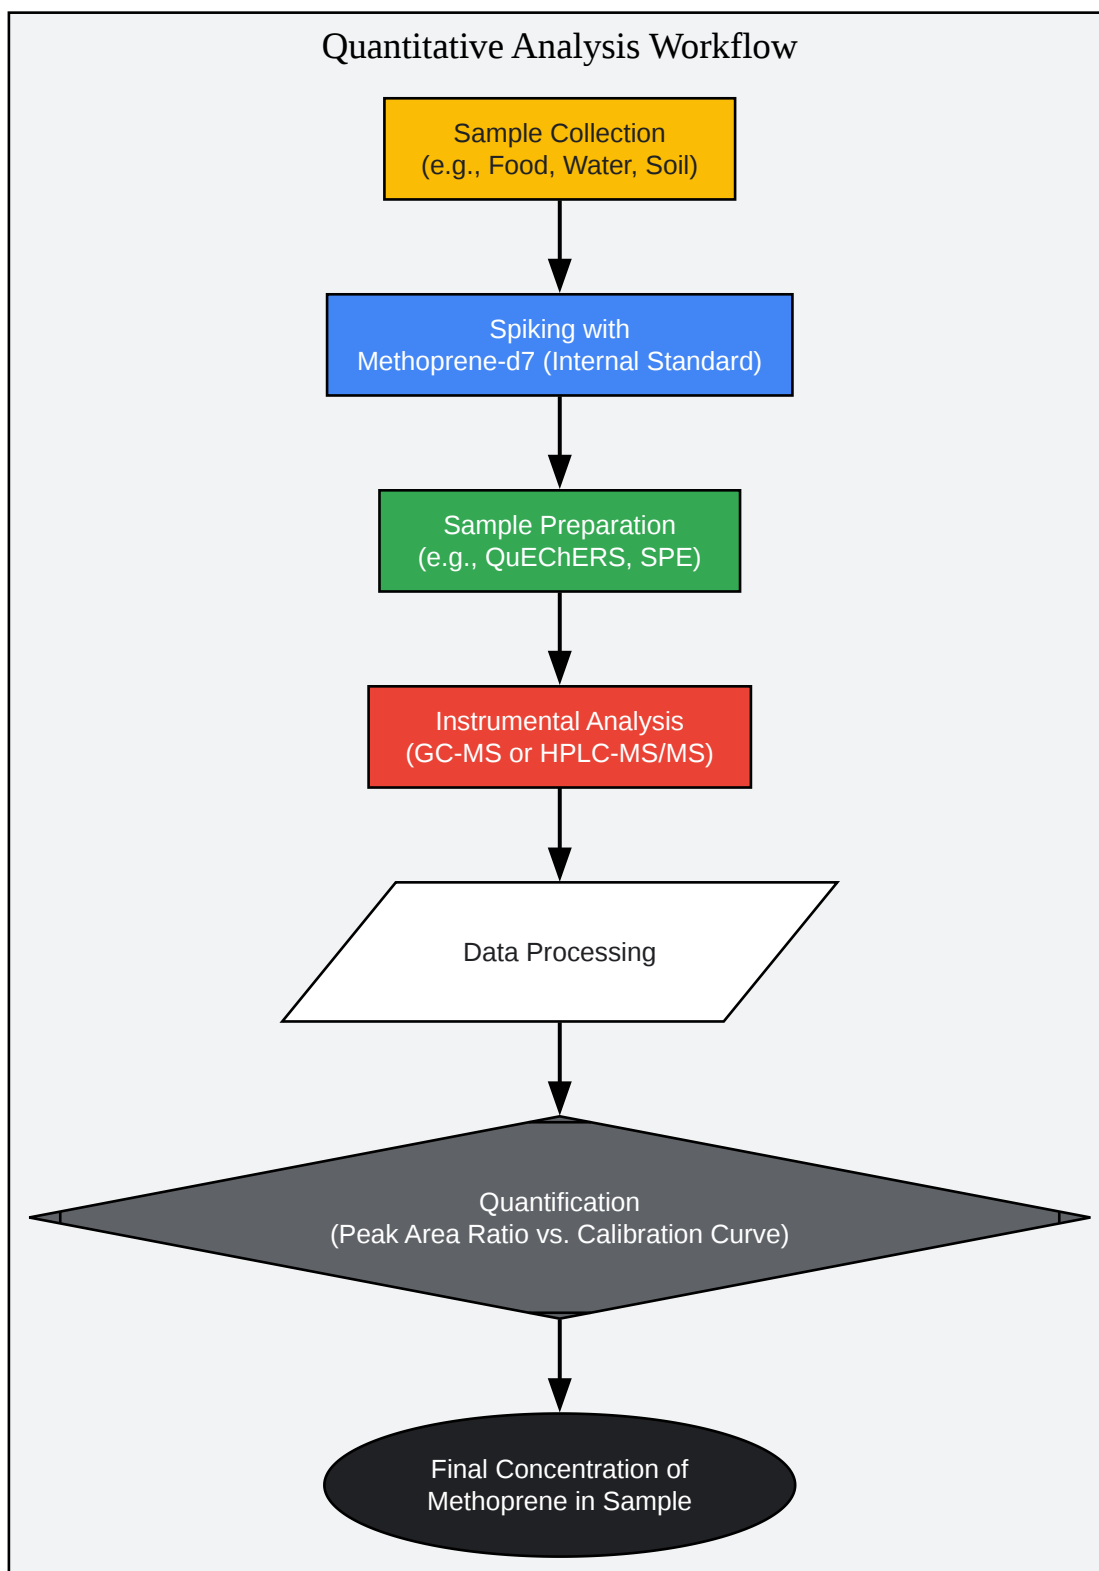 Quantitative Analysis Workflow
Sample Collection
(e.g., Food, Water, Soil)
Spiking with
Methoprene-d7 (Internal Standard)
Sample Preparation
(e.g., QuEChERS, SPE)
Instrumental Analysis
(GC-MS or HPLC-MS/MS)
Data Processing
Quantification
(Peak Area Ratio vs. Calibration Curve)
Final Concentration of
Methoprene in Sample